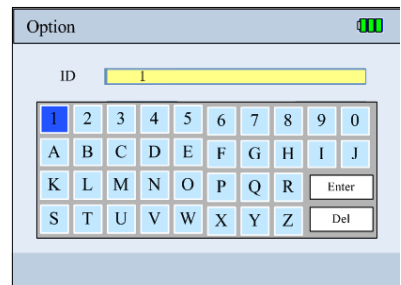 Option
ID 1
1 2 3 4 5 6 7 8 9 0
A B C D E F G H I J
K L M N O P Q R Enter
S T U V W X Y Z Del